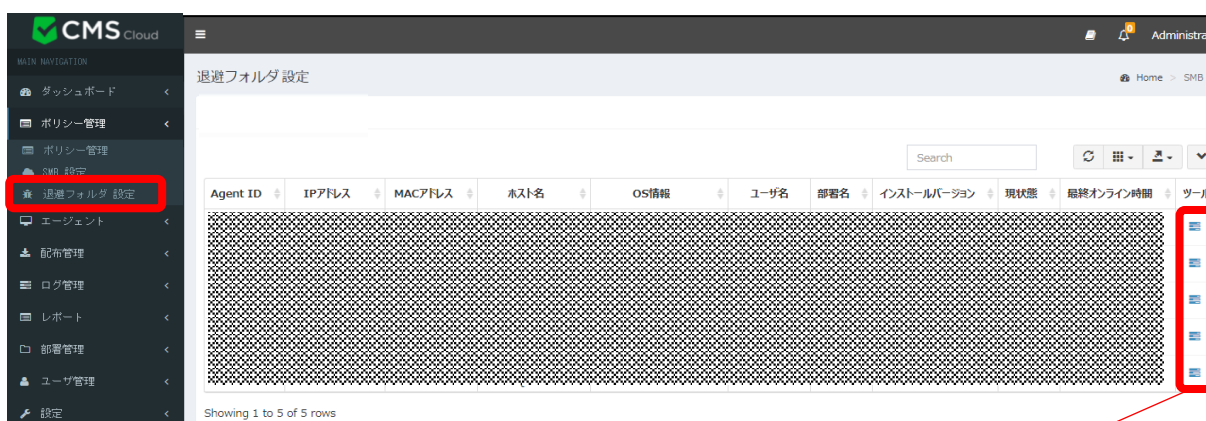 CMS Cloud
Administra
MAIN NAVIGATION
退避フォルダ 設定
Home > SMB
ダッシュボード
ポリシー管理
ポリシー管理
SMB 設定
退避フォルダ 設定
エージェント
配布管理
ログ管理
レポート
部署管理
ユーザ管理
設定
0
Search
Agent ID IPアドレス MACアドレス ホスト名 OS情報 ユーザ名 部署名 インストールバージョン 現状態 最終オンライン時間 ツール
Showing 1 to 5 of 5 rows